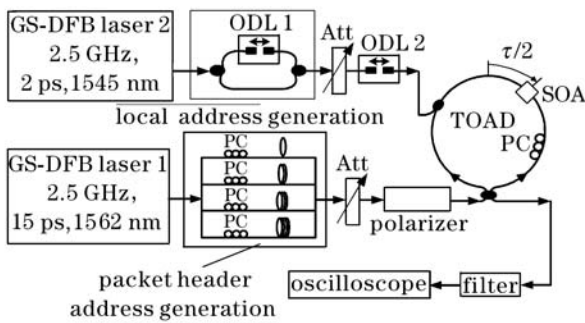 GS-DFB laser 2
2.5 GHz,
2 ps,1545 nm
ODL 1
local address generation
Att
ODL 2
τ/2
SOA
TOAD
PC
GS-DFB laser 1
2.5 GHz,
15 ps,1562 nm
PC
PC
PC
PC
packet header
address generation
Att
polarizer
oscilloscope
filter